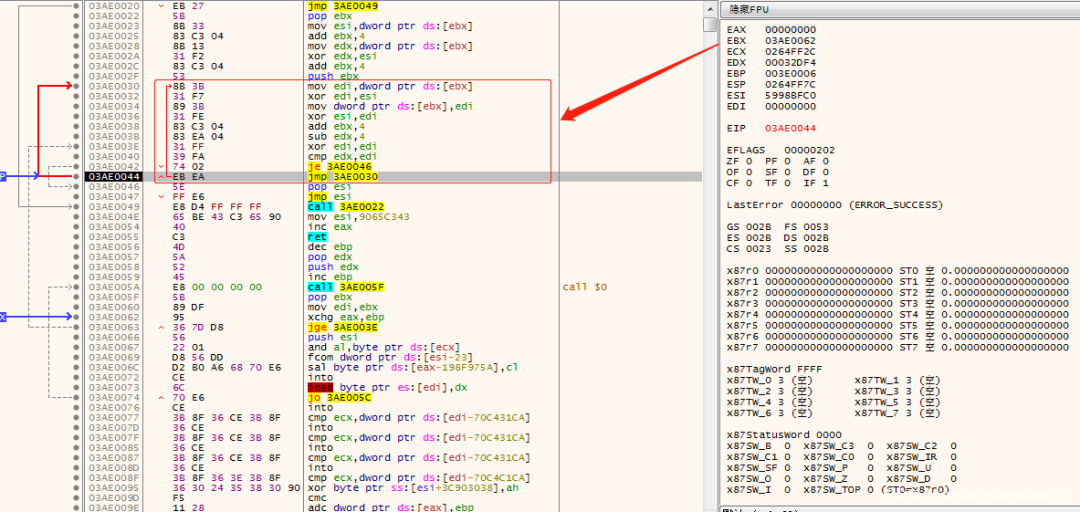 隐藏FPU
03AE0020 EB 27 jmp 3AE0049
03AE0022 5B pop ebx
03AE0023 8B 33 mov esi,dword ptr ds:[ebx]
03AE0025 83 C3 04 add ebx,4
03AE0028 8B 13 mov edx,dword ptr ds:[ebx]
03AE002A 31 F2 xor edx,esi
03AE002C 83 C3 04 add ebx,4
03AE002F 53 push ebx
03AE0030 8B 3B mov edi,dword ptr ds:[ebx]
03AE0032 31 F7 xor edi,esi
03AE0034 89 3B mov dword ptr ds:[ebx],edi
03AE0036 31 FE xor esi,edi
03AE0038 83 C3 04 add ebx,4
03AE003B 83 EA 04 sub edx,4
03AE003E 31 FF xor edi,edi
03AE0040 39 FA cmp edx,edi
03AE0042 74 02 je 3AE0046
03AE0044 EB EA jmp 3AE0030
03AE0046 5E pop esi
03AE0047 FF E6 jmp esi
03AE0049 E8 D4 FF FF FF call 3AE0022
03AE004E 65 BE 43 C3 65 90 mov esi,9065C343
03AE0054 40 inc eax
03AE0055 C3 ret
03AE0056 4D dec ebp
03AE0057 5A pop edx
03AE0058 52 push edx
03AE0059 45 inc ebp
03AE005A E8 00 00 00 00 call 3AE005F call $0
03AE005F 5B pop ebx
03AE0060 89 DF mov edi,ebx
03AE0062 95 xchg eax,ebp
03AE0063 36 7D D8 jge 3AE003E
03AE0066 56 push esi
03AE0067 22 01 and al,byte ptr ds:[ecx]
03AE0069 D8 56 DD fcom dword ptr ds:[esi-23]
03AE006C D2 B0 A6 68 70 E6 sal byte ptr ds:[eax-198F975A],cl
03AE0072 CE into
03AE0073 6C insb byte ptr es:[edi],dx
03AE0074 70 E6 jo 3AE005C
03AE0076 CE into
03AE0077 3B 8F 36 CE 3B 8F cmp ecx,dword ptr ds:[edi-70C431CA]
03AE007D 36 CE into
03AE007F 3B 8F 36 CE 3B 8F cmp ecx,dword ptr ds:[edi-70C431CA]
03AE0085 36 CE into
03AE0087 3B 8F 36 CE 3B 8F cmp ecx,dword ptr ds:[edi-70C431CA]
03AE008D 36 CE into
03AE008F 3B 8F 36 3E 3B 8F cmp ecx,dword ptr ds:[edi-70C4C1CA]
03AE0095 36 30 24 35 38 30 90 xor byte ptr ss:[esi+3C903038],ah
03AE009D F5 cmc
03AE009E 11 28 adc dword ptr ds:[eax],ebp
EAX 00000000
EBX 03AE0062
ECX 0264FF2C
EDX 00032DF4
EBP 003E0006
ESP 0264FF7C
ESI 5998BFC0
EDI 00000000
EIP 03AE0044
EFLAGS 00000202
ZF 0 PF 0 AF 0
OF 0 SF 0 DF 0
CF 0 TF 0 IF 1
LastError 00000000 (ERROR_SUCCESS)
GS 002B FS 0053
ES 002B DS 002B
CS 0023 SS 002B
x87r0 00000000000000000000 ST0 空 0.000000000000000000
x87r1 00000000000000000000 ST1 空 0.000000000000000000
x87r2 00000000000000000000 ST2 空 0.000000000000000000
x87r3 00000000000000000000 ST3 空 0.000000000000000000
x87r4 00000000000000000000 ST4 空 0.000000000000000000
x87r5 00000000000000000000 ST5 空 0.000000000000000000
x87r6 00000000000000000000 ST6 空 0.000000000000000000
x87r7 00000000000000000000 ST7 空 0.000000000000000000
x87TagWord FFFF
x87TW_0 3 (空) x87TW_1 3 (空)
x87TW_2 3 (空) x87TW_3 3 (空)
x87TW_4 3 (空) x87TW_5 3 (空)
x87TW_6 3 (空) x87TW_7 3 (空)
x87StatusWord 0000
x87SW_B 0 x87SW_C3 0 x87SW_C2 0
x87SW_C1 0 x87SW_C0 0 x87SW_IR 0
x87SW_SF 0 x87SW_P 0 x87SW_U 0
x87SW_O 0 x87SW_Z 0 x87SW_D 0
x87SW_I 0 x87SW_TOP 0 (ST0=x87r0)